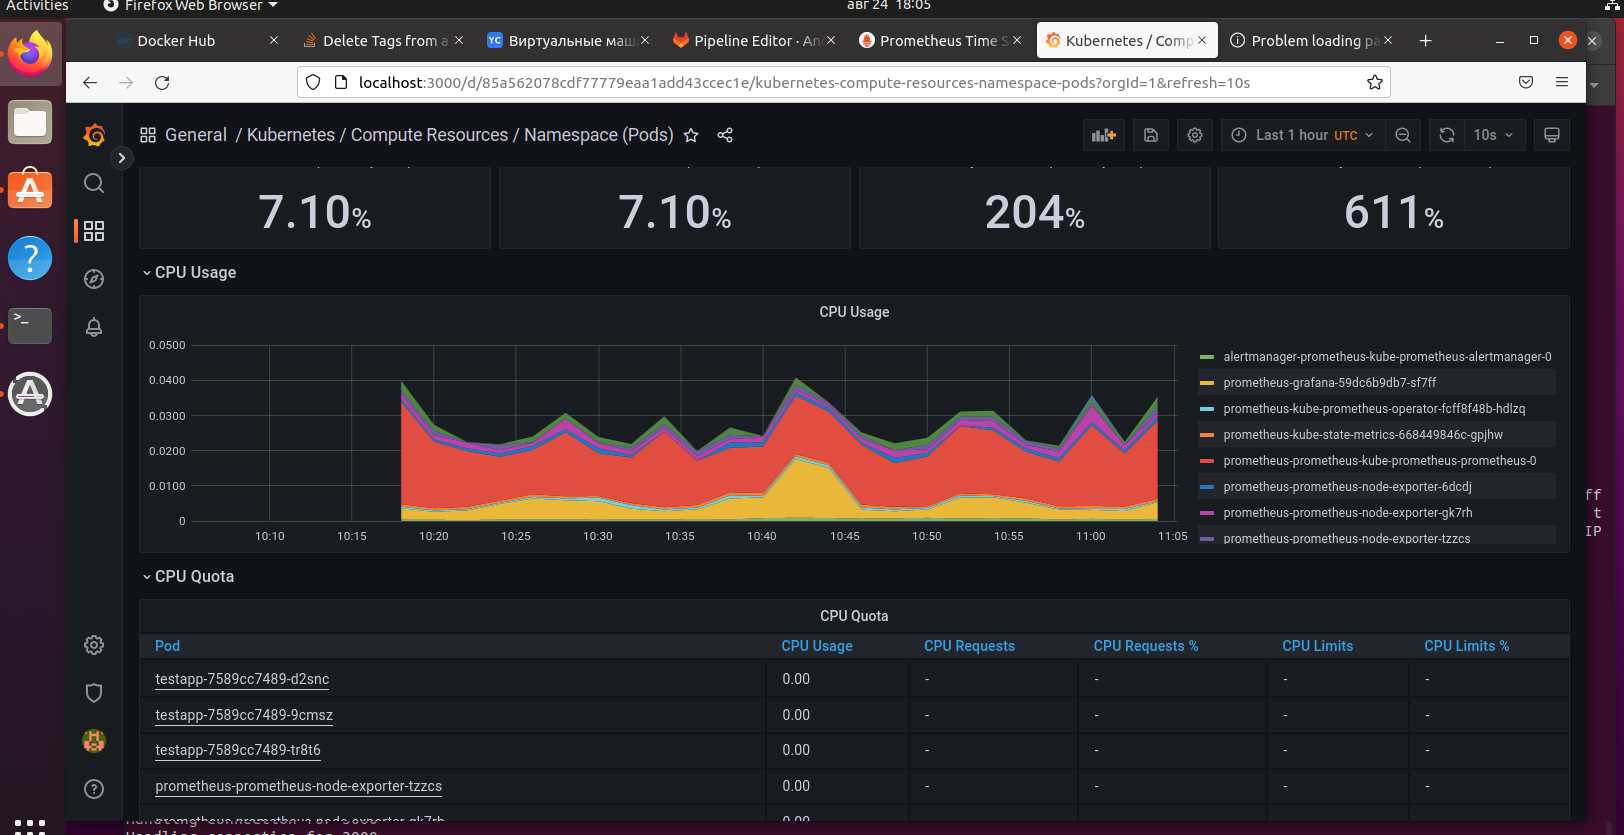 Activities
Firefox Web Browser
авг 24 18:05
Docker Hub
Delete Tags from a
Виртуальные маш
Pipeline Editor · An
Prometheus Time S
Kubernetes / Comp
Problem loading pa
localhost:3000/d/85a562078cdf77779eaa1add43ccec1e/kubernetes-compute-resources-namespace-pods?orgId=1&refresh=10s
General / Kubernetes / Compute Resources / Namespace (Pods)
Last 1 hour UTC
10s
7.10%
7.10%
204%
611%
CPU Usage
CPU Usage
0.0500
0.0400
0.0300
0.0200
0.0100
0
10:10
10:15
10:20
10:25
10:30
10:35
10:40
10:45
10:50
10:55
11:00
11:05
alertmanager-prometheus-kube-prometheus-alertmanager-0
prometheus-grafana-59dc6b9db7-sf7ff
prometheus-kube-prometheus-operator-fcff8f48b-hdlzq
prometheus-kube-state-metrics-668449846c-gpjhw
prometheus-prometheus-kube-prometheus-prometheus-0
prometheus-prometheus-node-exporter-6dcdj
prometheus-prometheus-node-exporter-gk7rh
prometheus-prometheus-node-exporter-tzzcs
ff
t
IP
CPU Quota
CPU Quota
Pod CPU Usage CPU Requests CPU Requests % CPU Limits CPU Limits %
testapp-7589cc7489-d2snc 0.00 - - - -
testapp-7589cc7489-9cmsz 0.00 - - - -
testapp-7589cc7489-tr8t6 0.00 - - - -
prometheus-prometheus-node-exporter-tzzcs 0.00 - - - -